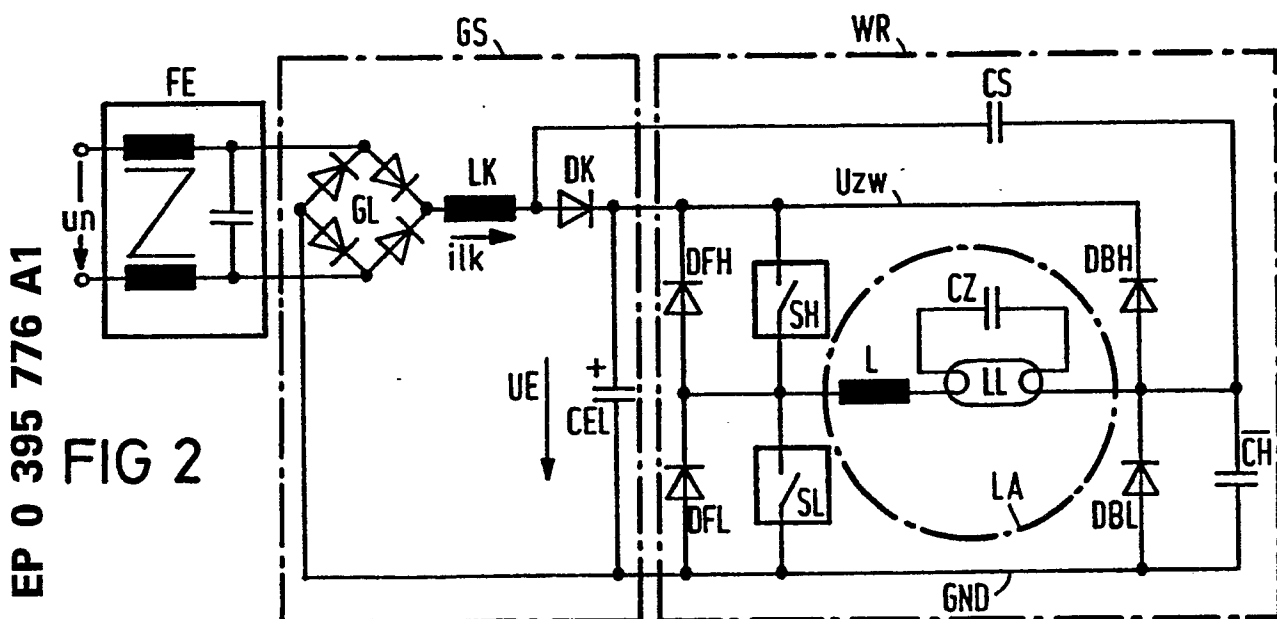 EP 0 395 776 A1
FIG 2
GS
WR
FE
CS
LK
DK
Uzw
un
GL
ilk
DFH
SH
CZ
DBH
L
LL
UE
+
CEL
CH
DFL
SL
LA
DBL
GND